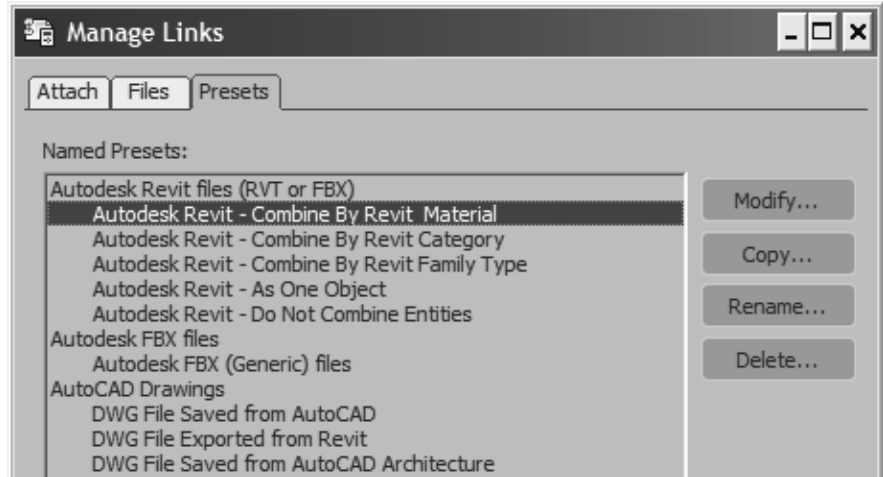 Manage Links
Attach Files Presets
Named Presets:
Autodesk Revit files (RVT or FBX)
Autodesk Revit - Combine By Revit Material
Autodesk Revit - Combine By Revit Category
Autodesk Revit - Combine By Revit Family Type
Autodesk Revit - As One Object
Autodesk Revit - Do Not Combine Entities
Autodesk FBX files
Autodesk FBX (Generic) files
AutoCAD Drawings
DWG File Saved from AutoCAD
DWG File Exported from Revit
DWG File Saved from AutoCAD Architecture
Modify...
Copy...
Rename...
Delete...